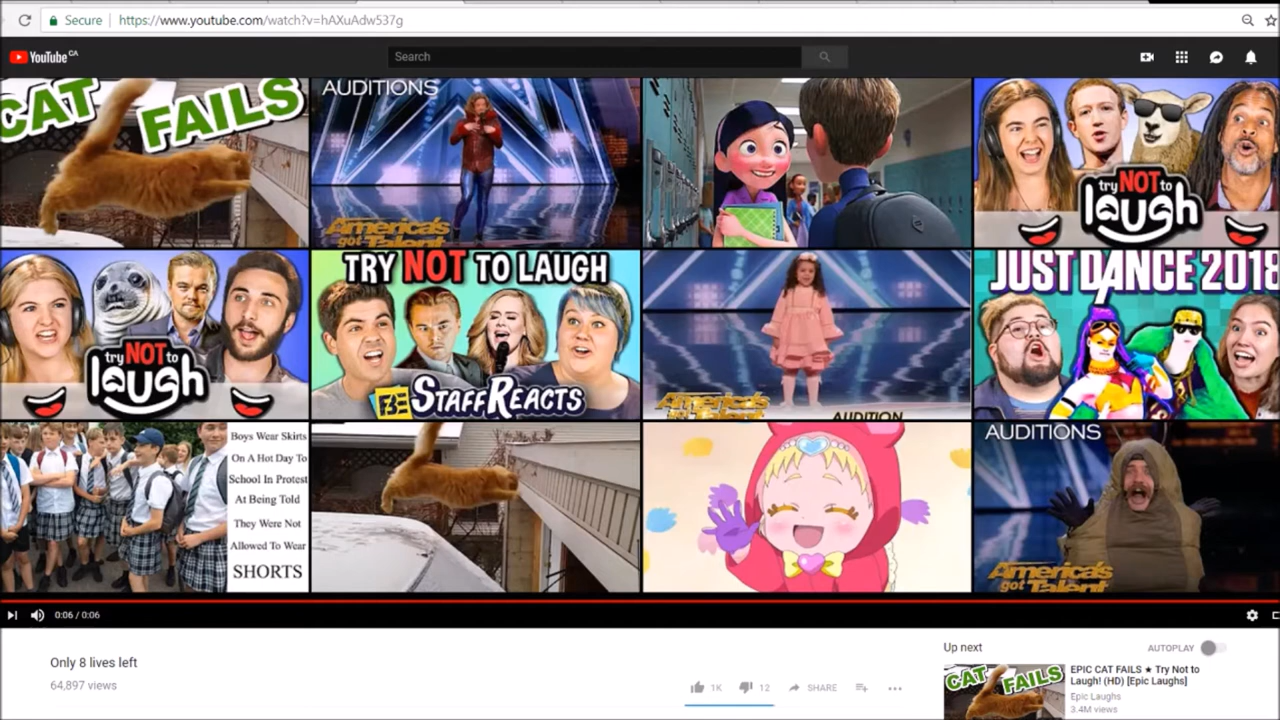 Secure | https://www.youtube.com/watch?v=hAXuAdw537g
YouTube CA
Search
CAT FAILS
AUDITIONS
America's
got Talent
try NOT to
laugh
try NOT to
laugh
TRY NOT TO LAUGH
FBE STAFF REACTS
America's
got Talent
AUDITION
JUST DANCE 2018
Boys Wear Skirts
On A Hot Day To
School In Protest
At Being Told
They Were Not
Allowed To Wear
SHORTS
AUDITIONS
America's
got Talent
0:06 / 0:06
Only 8 lives left
64,897 views
1K
12
SHARE
Up next
AUTOPLAY
CAT FAILS
EPIC CAT FAILS ★ Try Not to
Laugh! (HD) [Epic Laughs]
Epic Laughs
3.4M views